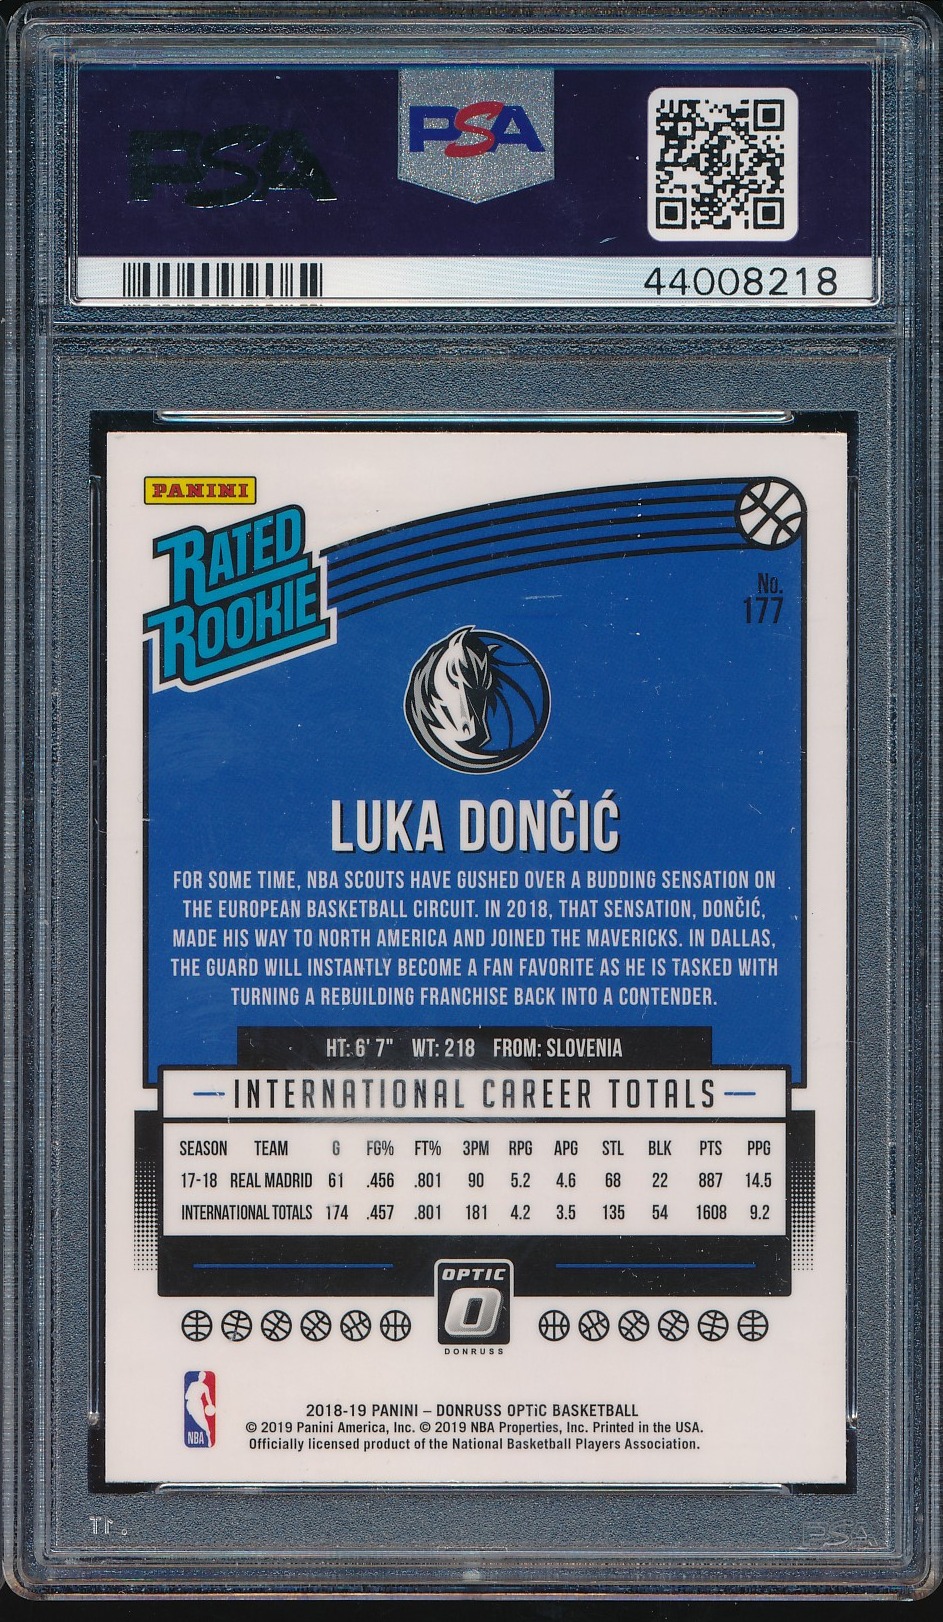 PSA
PSA
44008218
PANINI
RATED
ROOKIE
No.
177
LUKA DONČIĆ
FOR SOME TIME, NBA SCOUTS HAVE GUSHED OVER A BUDDING SENSATION ON
THE EUROPEAN BASKETBALL CIRCUIT. IN 2018, THAT SENSATION, DONČIĆ,
MADE HIS WAY TO NORTH AMERICA AND JOINED THE MAVERICKS. IN DALLAS,
THE GUARD WILL INSTANTLY BECOME A FAN FAVORITE AS HE IS TASKED WITH
TURNING A REBUILDING FRANCHISE BACK INTO A CONTENDER.
HT: 6' 7" WT: 218 FROM: SLOVENIA
INTERNATIONAL CAREER TOTALS
SEASON TEAM G FG% FT% 3PM RPG APG STL BLK PTS PPG
17-18 REAL MADRID 61 .456 .801 90 5.2 4.6 68 22 887 14.5
INTERNATIONAL TOTALS 174 .457 .801 181 4.2 3.5 135 54 1608 9.2
OPTIC
DONRUSS
NBA
2018-19 PANINI – DONRUSS OPTiC BASKETBALL
© 2019 Panini America, Inc. © 2019 NBA Properties, Inc. Printed in the USA.
Officially licensed product of the National Basketball Players Association.
PSA